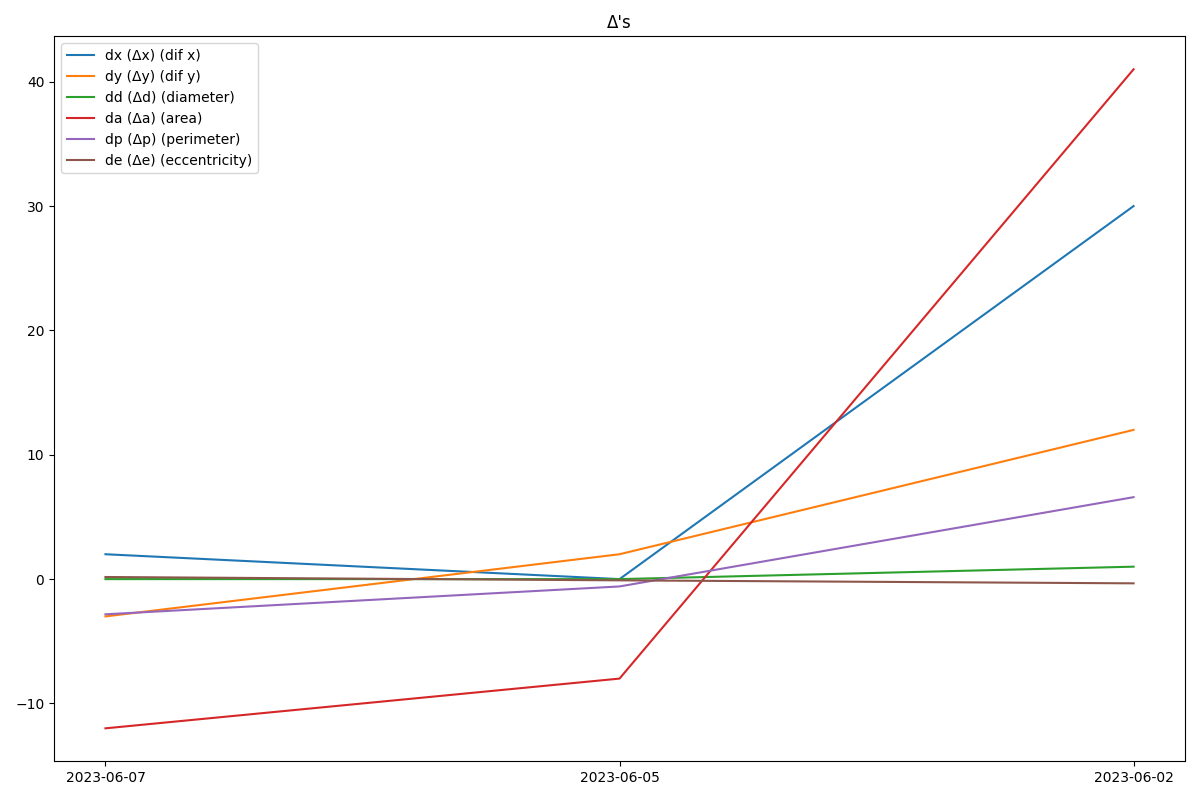 Δ's
dx (Δx) (dif x)
dy (Δy) (dif y)
dd (Δd) (diameter)
da (Δa) (area)
dp (Δp) (perimeter)
de (Δe) (eccentricity)
40
30
20
10
0
−10
2023-06-07 2023-06-05 2023-06-02